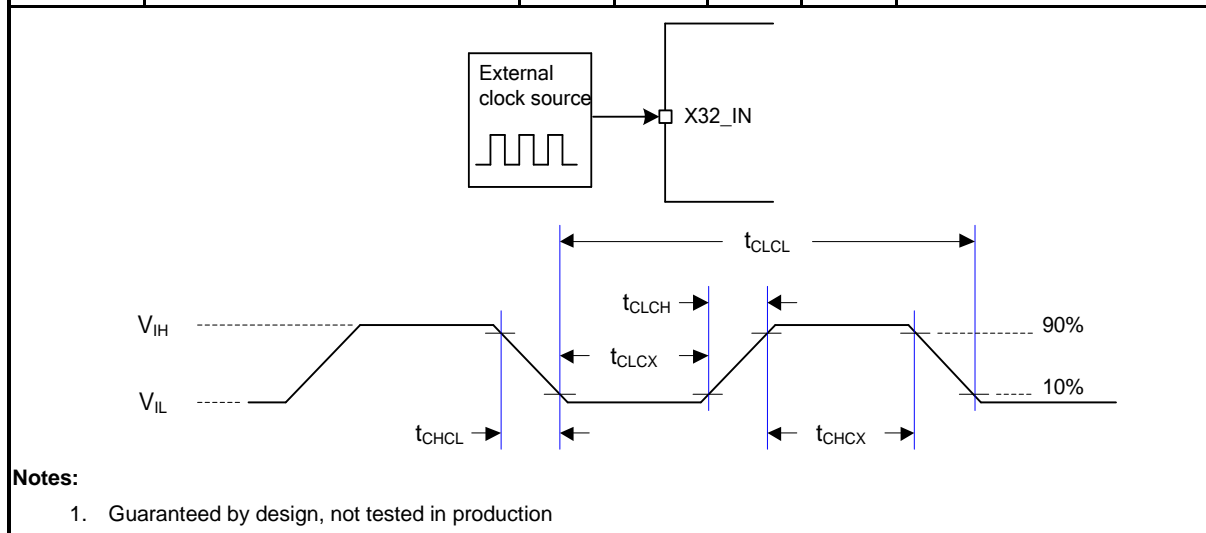 External
clock source
X32_IN
tCLCL
tCLCH
VIH
90%
tCLCX
VIL
10%
tCHCL
tCHCX
Notes:
1. Guaranteed by design, not tested in production